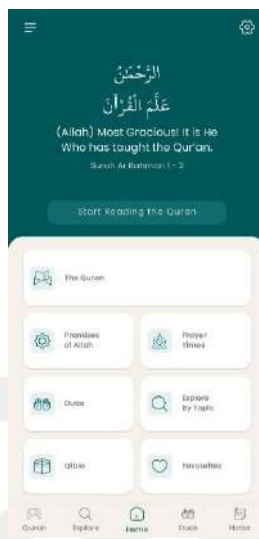 الرَّحْمَٰنُ
عَلَّمَ الْقُرْآنَ
(Allah) Most Gracious! It is He
Who has taught the Qur'an.
Surah Ar Rahman 1 - 2
Start Reading the Quran
The Quran
Promises
of Allah
Prayer
Times
Duas
Explore
By Topic
Qibla
Favourites
Quran
Explore
Home
Duas
Notes